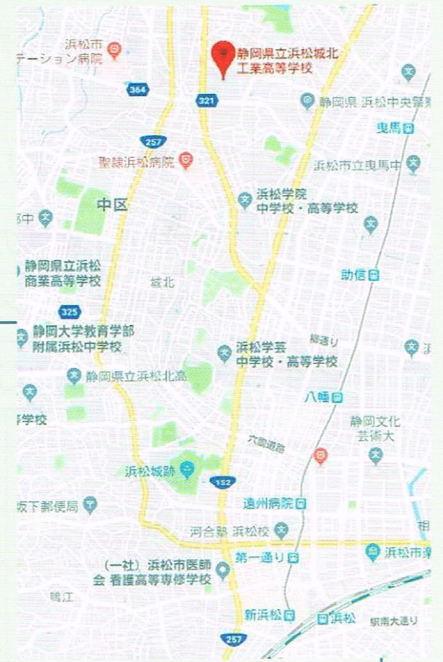 浜松市
テーション病院
静岡県立浜松城北
工業高等学校
364
321
静岡県 浜松中央警察
曳馬
257
聖隷浜松病院
浜松市立曳馬中
中区
浜松学院
中学校・高等学校
静岡県立浜松
商業高等学校
城北
助信
325
静岡大学教育学部
附属浜松中学校
浜松学芸
中学校・高等学校
柳通り
静岡県立浜松北高
等学校
八幡
静岡文化
芸術大
六間道路
浜松城跡
152
坂下郵便局
遠州病院
河合塾 浜松校
第一通り
浜松市楽
(一社)浜松市医師
会 看護高等専修学校
鴨江
新浜松
浜松
駅南大通り
257